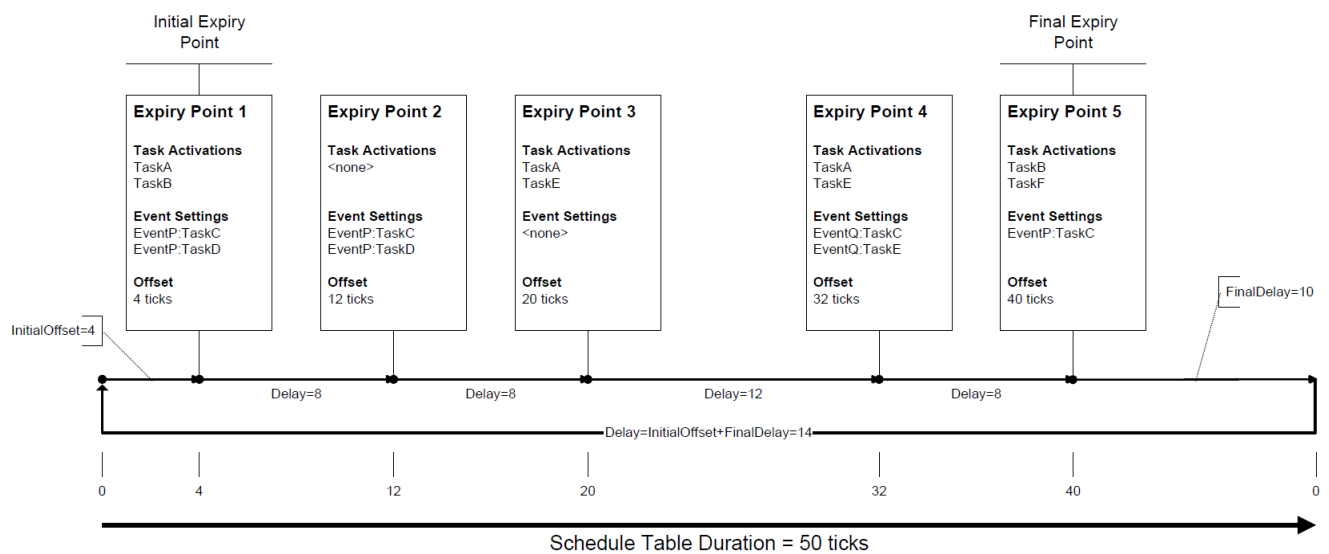 Initial Expiry
Point
Final Expiry
Point
Expiry Point 1
Task Activations
TaskA
TaskB
Event Settings
EventP:TaskC
EventP:TaskD
Offset
4 ticks
Expiry Point 2
Task Activations
<none>
Event Settings
EventP:TaskC
EventP:TaskD
Offset
12 ticks
Expiry Point 3
Task Activations
TaskA
TaskE
Event Settings
<none>
Offset
20 ticks
Expiry Point 4
Task Activations
TaskA
TaskE
Event Settings
EventQ:TaskC
EventQ:TaskE
Offset
32 ticks
Expiry Point 5
Task Activations
TaskB
TaskF
Event Settings
EventP:TaskC
Offset
40 ticks
InitialOffset=4
FinalDelay=10
Delay=8
Delay=8
Delay=12
Delay=8
Delay=InitialOffset+FinalDelay=14
0
4
12
20
32
40
0
Schedule Table Duration = 50 ticks